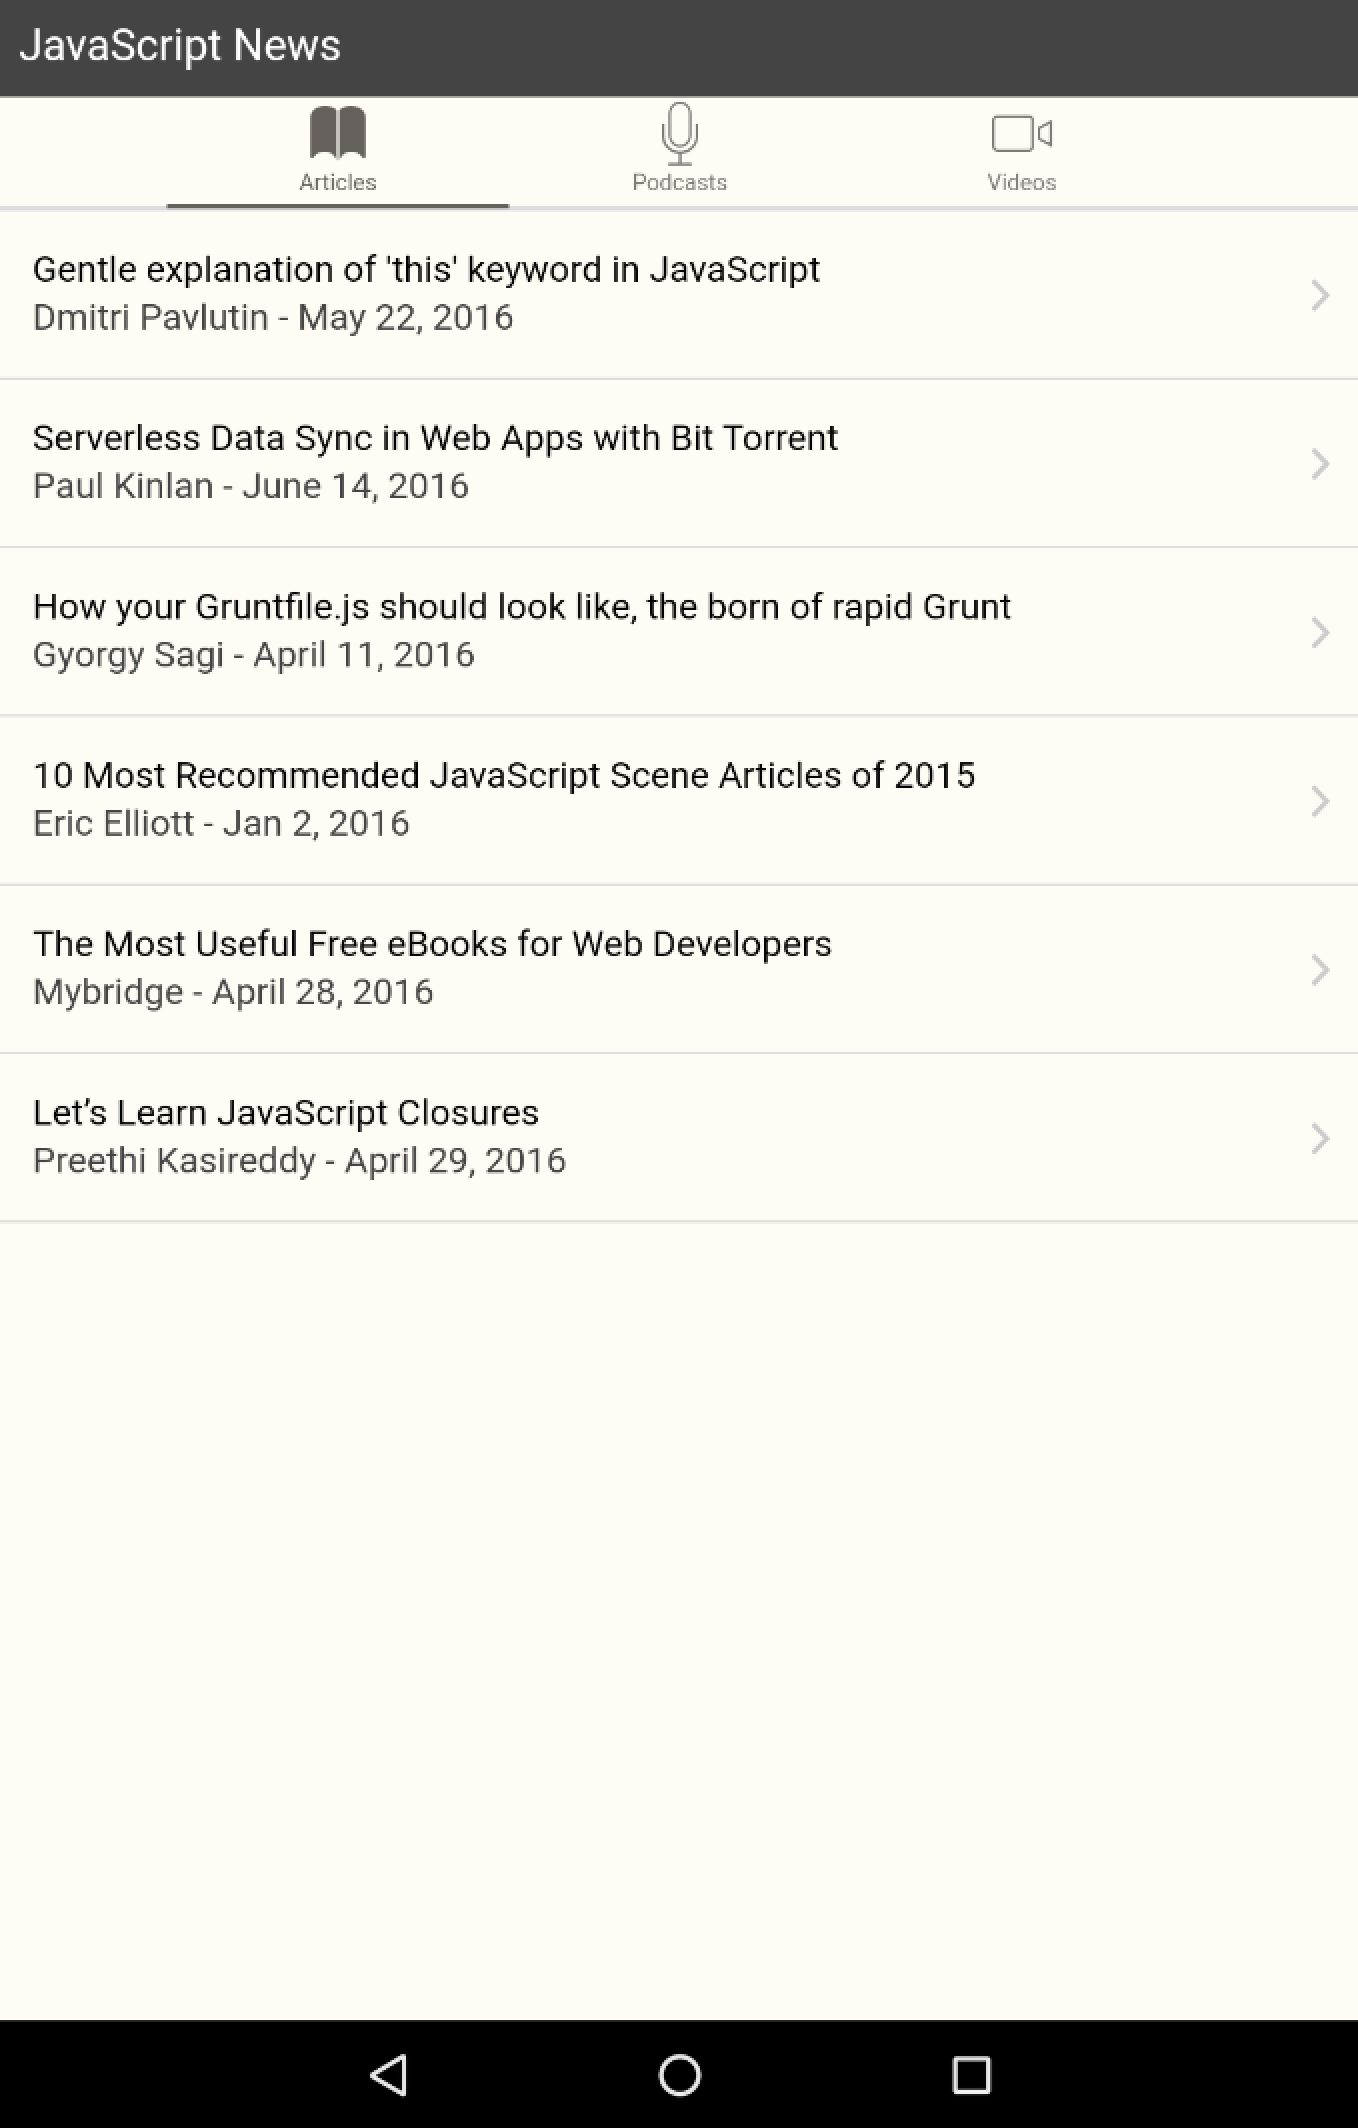 JavaScript News
Articles
Podcasts
Videos
Gentle explanation of 'this' keyword in JavaScript
Dmitri Pavlutin - May 22, 2016
Serverless Data Sync in Web Apps with Bit Torrent
Paul Kinlan - June 14, 2016
How your Gruntfile.js should look like, the born of rapid Grunt
Gyorgy Sagi - April 11, 2016
10 Most Recommended JavaScript Scene Articles of 2015
Eric Elliott - Jan 2, 2016
The Most Useful Free eBooks for Web Developers
Mybridge - April 28, 2016
Let’s Learn JavaScript Closures
Preethi Kasireddy - April 29, 2016